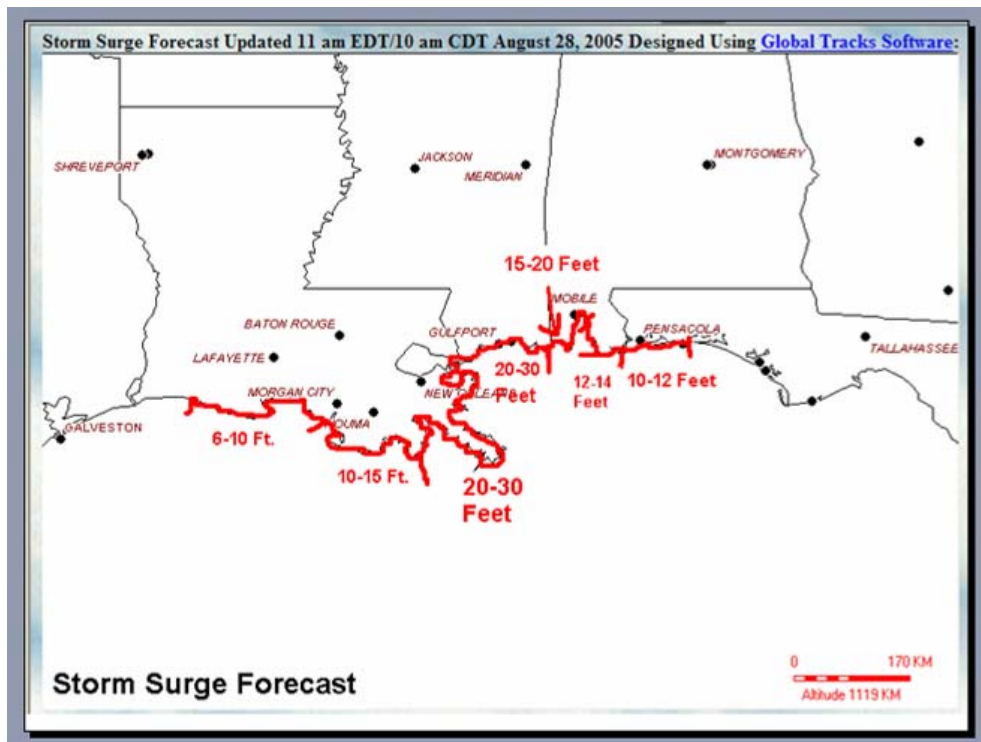 Storm Surge Forecast Updated 11 am EDT/10 am CDT August 28, 2005 Designed Using Global Tracks Software:
SHREVEPORT
JACKSON
MERIDIAN
MONTGOMERY
15-20 Feet
MOBILE
BATON ROUGE
GULFPORT
PENSACOLA
LAFAYETTE
TALLAHASSEE
20-30
Feet
12-14
Feet
10-12 Feet
MORGAN CITY
NEW ORLEANS
GALVESTON
OUMA
6-10 Ft.
10-15 Ft.
20-30
Feet
Storm Surge Forecast
0 170 KM
Altitude 1119 KM